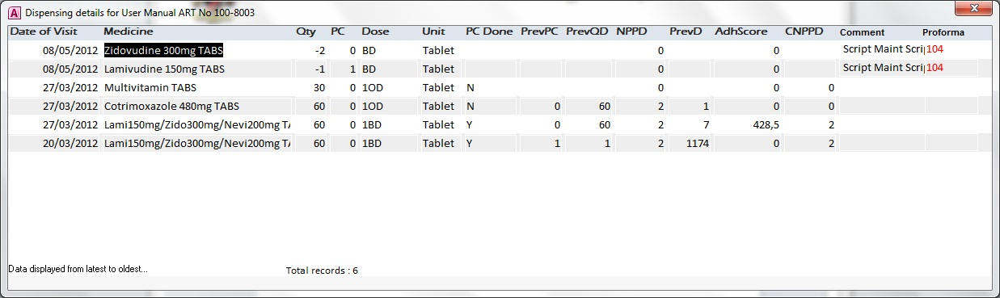 Dispensing details for User Manual ART No 100-8003
Date of Visit Medicine Qty PC Dose Unit PC Done PrevPC PrevQD NPPD PrevD AdhScore CNPPD Comment Proforma
08/05/2012 Zidovudine 300mg TABS -2 0 BD Tablet 0 0 Script Maint Scri 104
08/05/2012 Lamivudine 150mg TABS -1 1 BD Tablet 0 0 Script Maint Scri 104
27/03/2012 Multivitamin TABS 30 0 1OD Tablet N 0 0 0
27/03/2012 Cotrimoxazole 480mg TABS 60 0 1OD Tablet N 0 60 2 1 0 0
27/03/2012 Lami150mg/Zido300mg/Nevi200mg TA 60 0 1BD Tablet Y 0 60 2 7 428,5 2
20/03/2012 Lami150mg/Zido300mg/Nevi200mg TA 60 0 1BD Tablet Y 1 1 2 1174 0 2
Data displayed from latest to oldest... Total records : 6